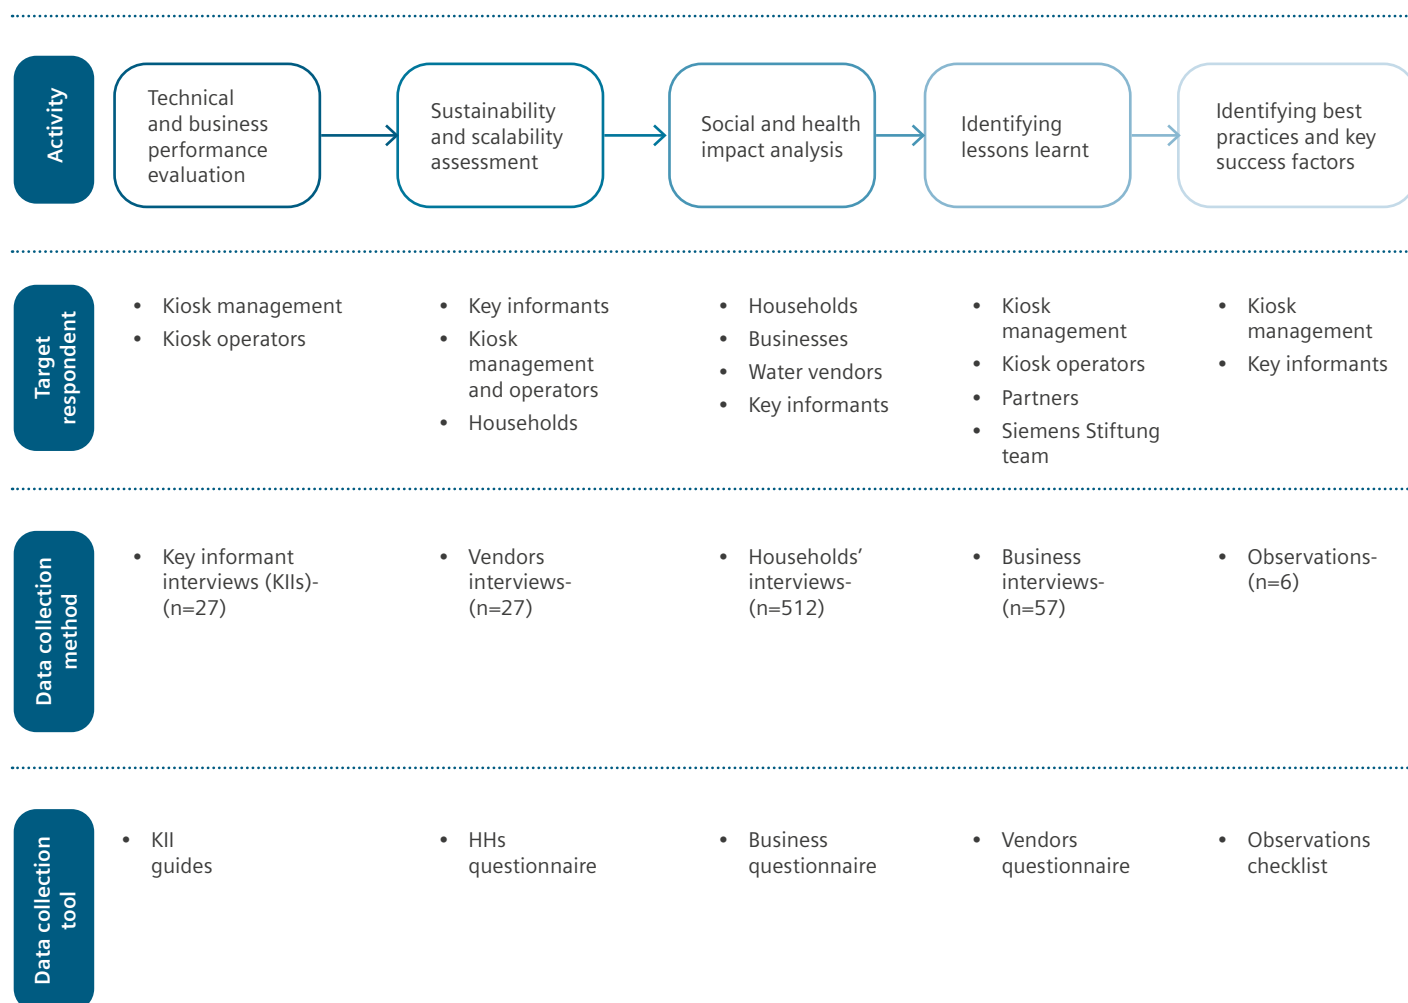 Activity
Technical
and business
performance
evaluation
Sustainability
and scalability
assessment
Social and health
impact analysis
Identifying
lessons learnt
Identifying best
practices and key
success factors
Target
respondent
• Kiosk management
• Kiosk operators
• Key informants
• Kiosk
management
and operators
• Households
• Households
• Businesses
• Water vendors
• Key informants
• Kiosk
management
• Kiosk operators
• Partners
• Siemens Stiftung
team
• Kiosk
management
• Key informants
Data collection
method
• Key informant
interviews (KIIs)-
(n=27)
• Vendors
interviews-
(n=27)
• Households’
interviews-
(n=512)
• Business
interviews-
(n=57)
• Observations-
(n=6)
Data collection
tool
• KII
guides
• HHs
questionnaire
• Business
questionnaire
• Vendors
questionnaire
• Observations
checklist